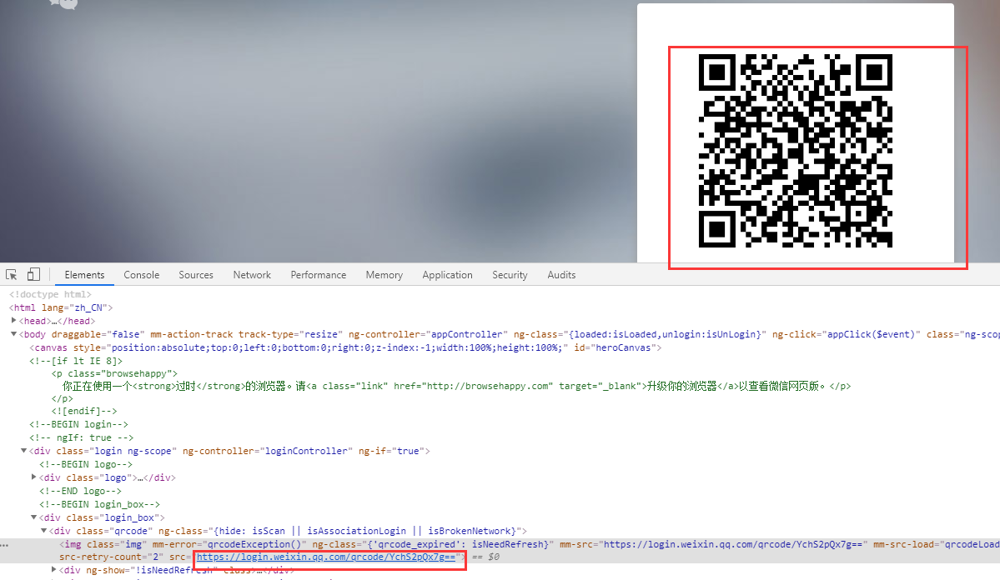 Elements Console Sources Network Performance Memory Application Security Audits
<!doctype html>
<html lang="zh_CN">
<head>…</head>
<body draggable="false" mm-action-track track-type="resize" ng-controller="appController" ng-class="{loaded:isLoaded,unlogin:isUnLogin}" ng-click="appClick($event)" class="ng-scop
<canvas style="position:absolute;top:0;left:0;bottom:0;right:0;z-index:-1;width:100%;height:100%;" id="heroCanvas">
<!--[if lt IE 8]>
<p class="browsehappy">
你正在使用一个<strong>过时</strong>的浏览器。请<a class="link" href="http://browsehappy.com" target="_blank">升级你的浏览器</a>以查看微信网页版。</p>
</p>
<![endif]-->
<!--BEGIN login-->
<!-- ngIf: true -->
<div class="login ng-scope" ng-controller="loginController" ng-if="true">
<!--BEGIN logo-->
<div class="logo">…</div>
<!--END logo-->
<!--BEGIN login_box-->
<div class="login_box">
<div class="qrcode" ng-class="{hide: isScan || isAssociationLogin || isBrokenNetwork}">
… <img class="img" mm-error="qrcodeException()" ng-class="{'qrcode_expired': isNeedRefresh}" mm-src="https://login.weixin.qq.com/qrcode/YchS2pQx7g==" mm-src-load="qrcodeLoad
src-retry-count="2" src="https://login.weixin.qq.com/qrcode/YchS2pQx7g=="> == $0
<div ng-show="!isNeedRefresh" class=…</div>